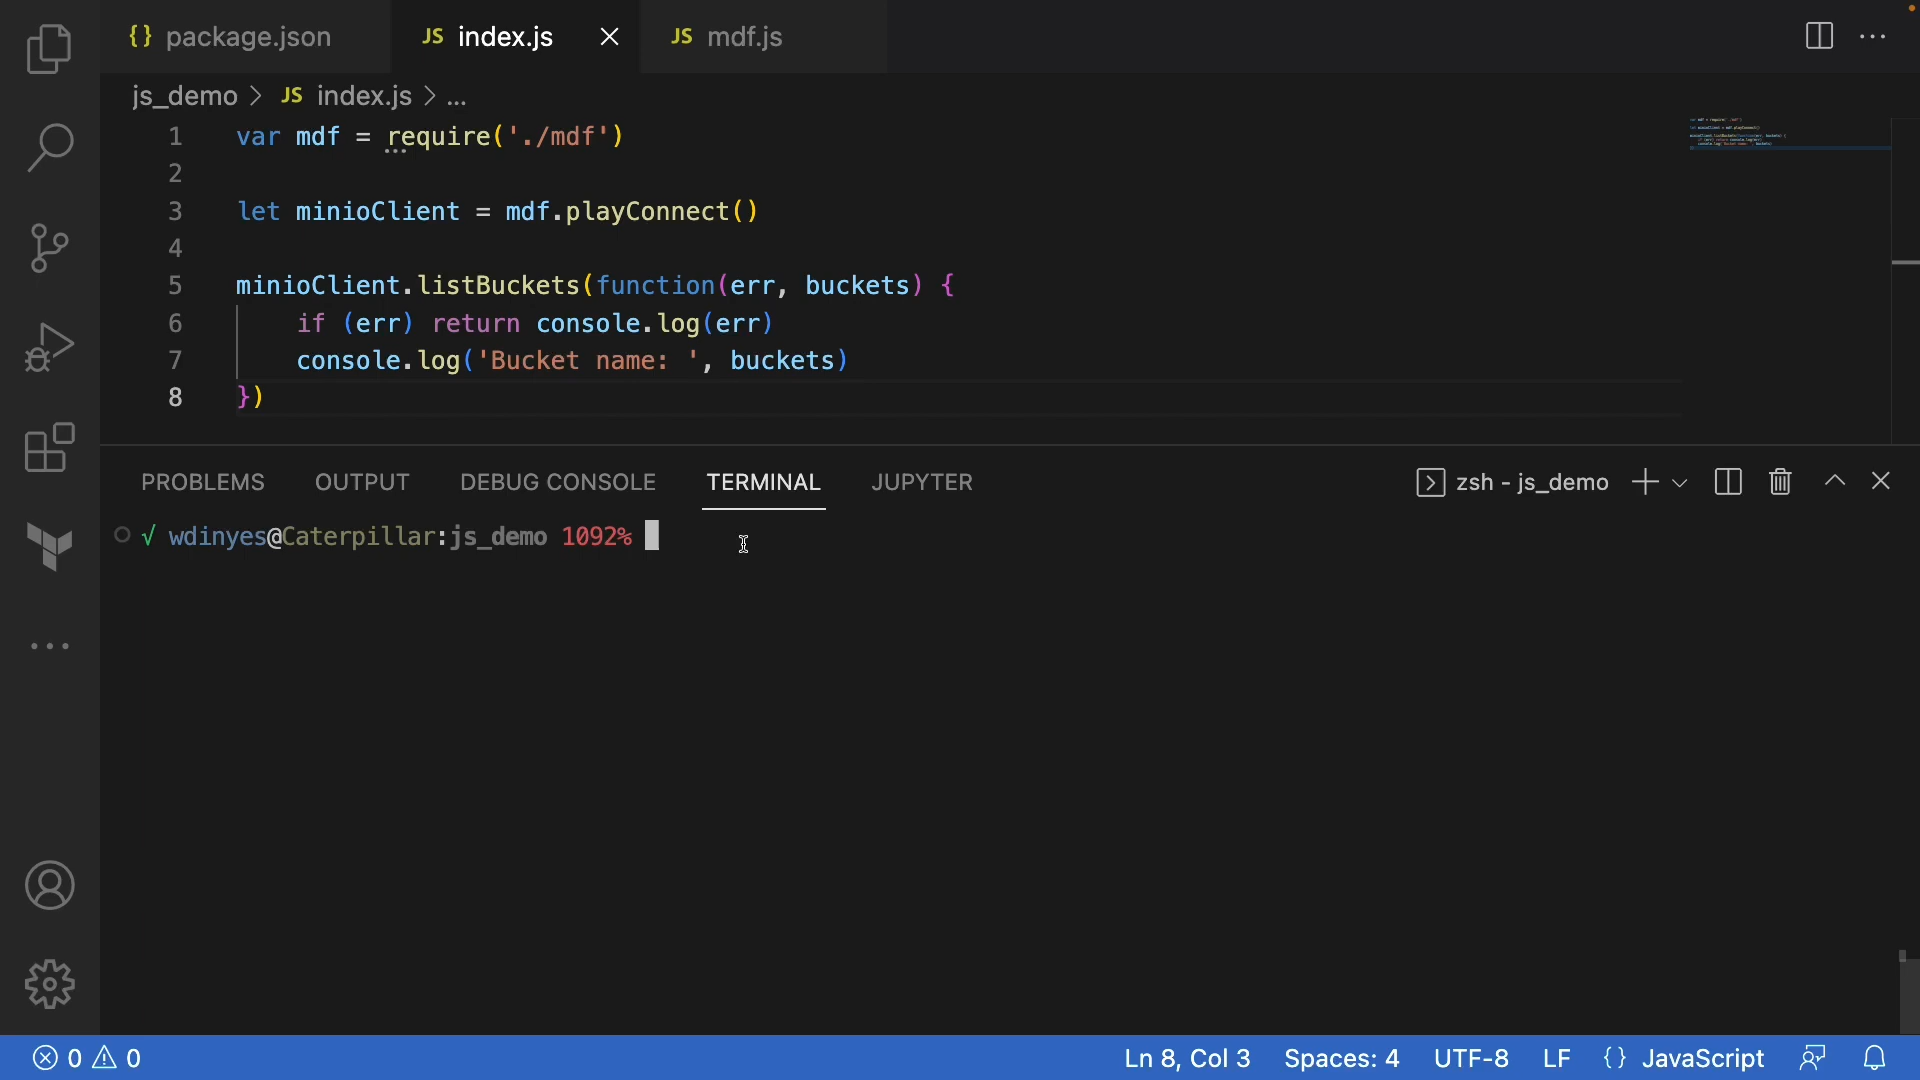 {} package.json JS index.js JS mdf.js
js_demo > JS index.js > ...
1 var mdf = require('./mdf')
2
3 let minioClient = mdf.playConnect()
4
5 minioClient.listBuckets(function(err, buckets) {
6 if (err) return console.log(err)
7 console.log('Bucket name: ', buckets)
8 })
PROBLEMS OUTPUT DEBUG CONSOLE TERMINAL JUPYTER zsh - js_demo
√ wdinyes@Caterpillar:js_demo 1092%
0 0 Ln 8, Col 3 Spaces: 4 UTF-8 LF {} JavaScript